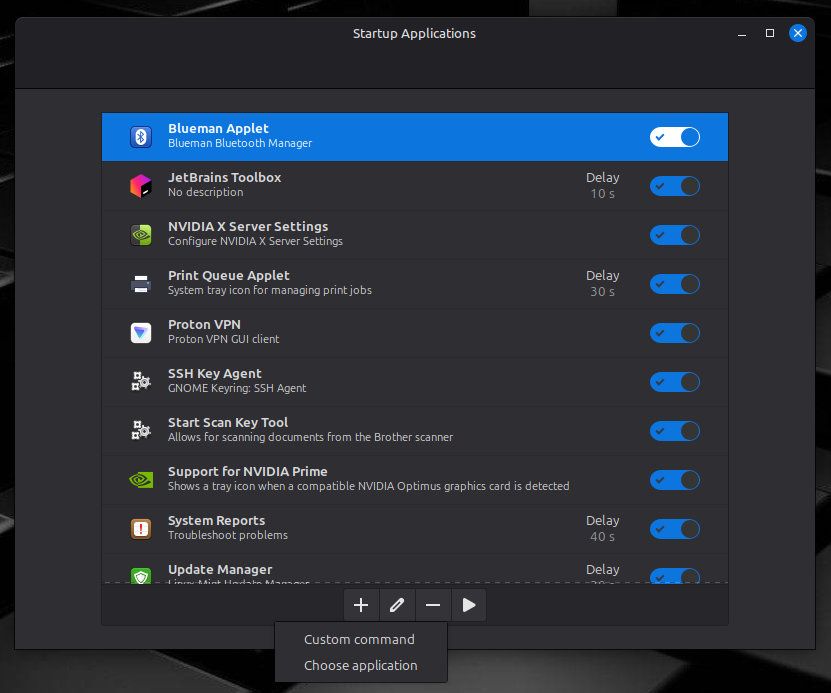 Startup Applications
Blueman Applet
Blueman Bluetooth Manager
JetBrains Toolbox
No description
Delay
10 s
NVIDIA X Server Settings
Configure NVIDIA X Server Settings
Print Queue Applet
System tray icon for managing print jobs
Delay
30 s
Proton VPN
Proton VPN GUI client
SSH Key Agent
GNOME Keyring: SSH Agent
Start Scan Key Tool
Allows for scanning documents from the Brother scanner
Support for NVIDIA Prime
Shows a tray icon when a compatible NVIDIA Optimus graphics card is detected
System Reports
Troubleshoot problems
Delay
40 s
Update Manager
Linux Mint Update Manager
Delay
Custom command
Choose application